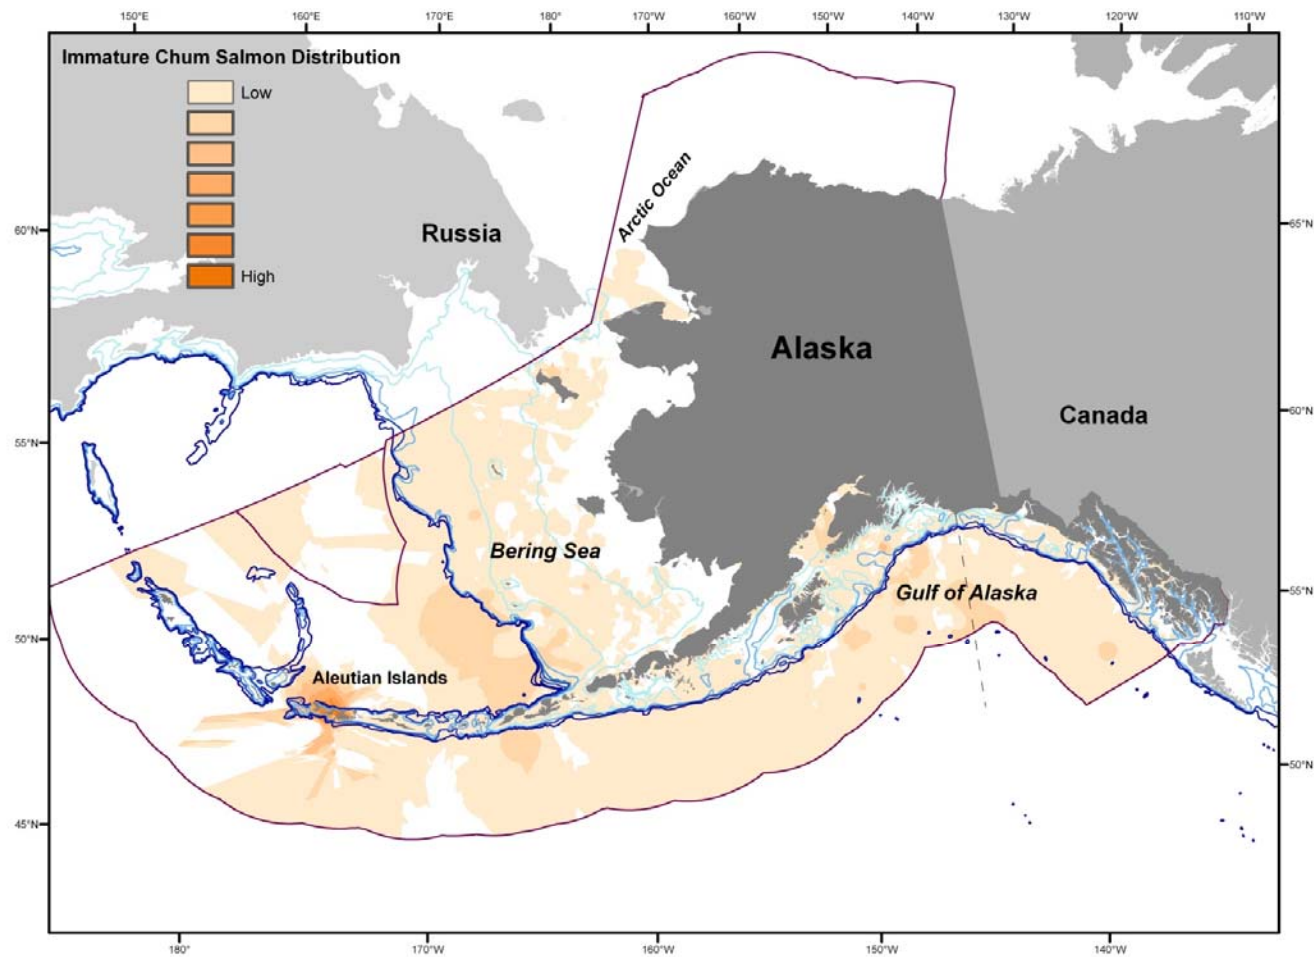 150°E 160°E 170°E 180° 170°W 160°W 150°W 140°W 130°W 120°W 110°W
Immature Chum Salmon Distribution
Low
High
Arctic Ocean
60°N
Russia
65°N
Alaska
60°N
Canada
55°N
Bering Sea
55°N
Gulf of Alaska
50°N
Aleutian Islands
50°N
45°N
180° 170°W 160°W 150°W 140°W